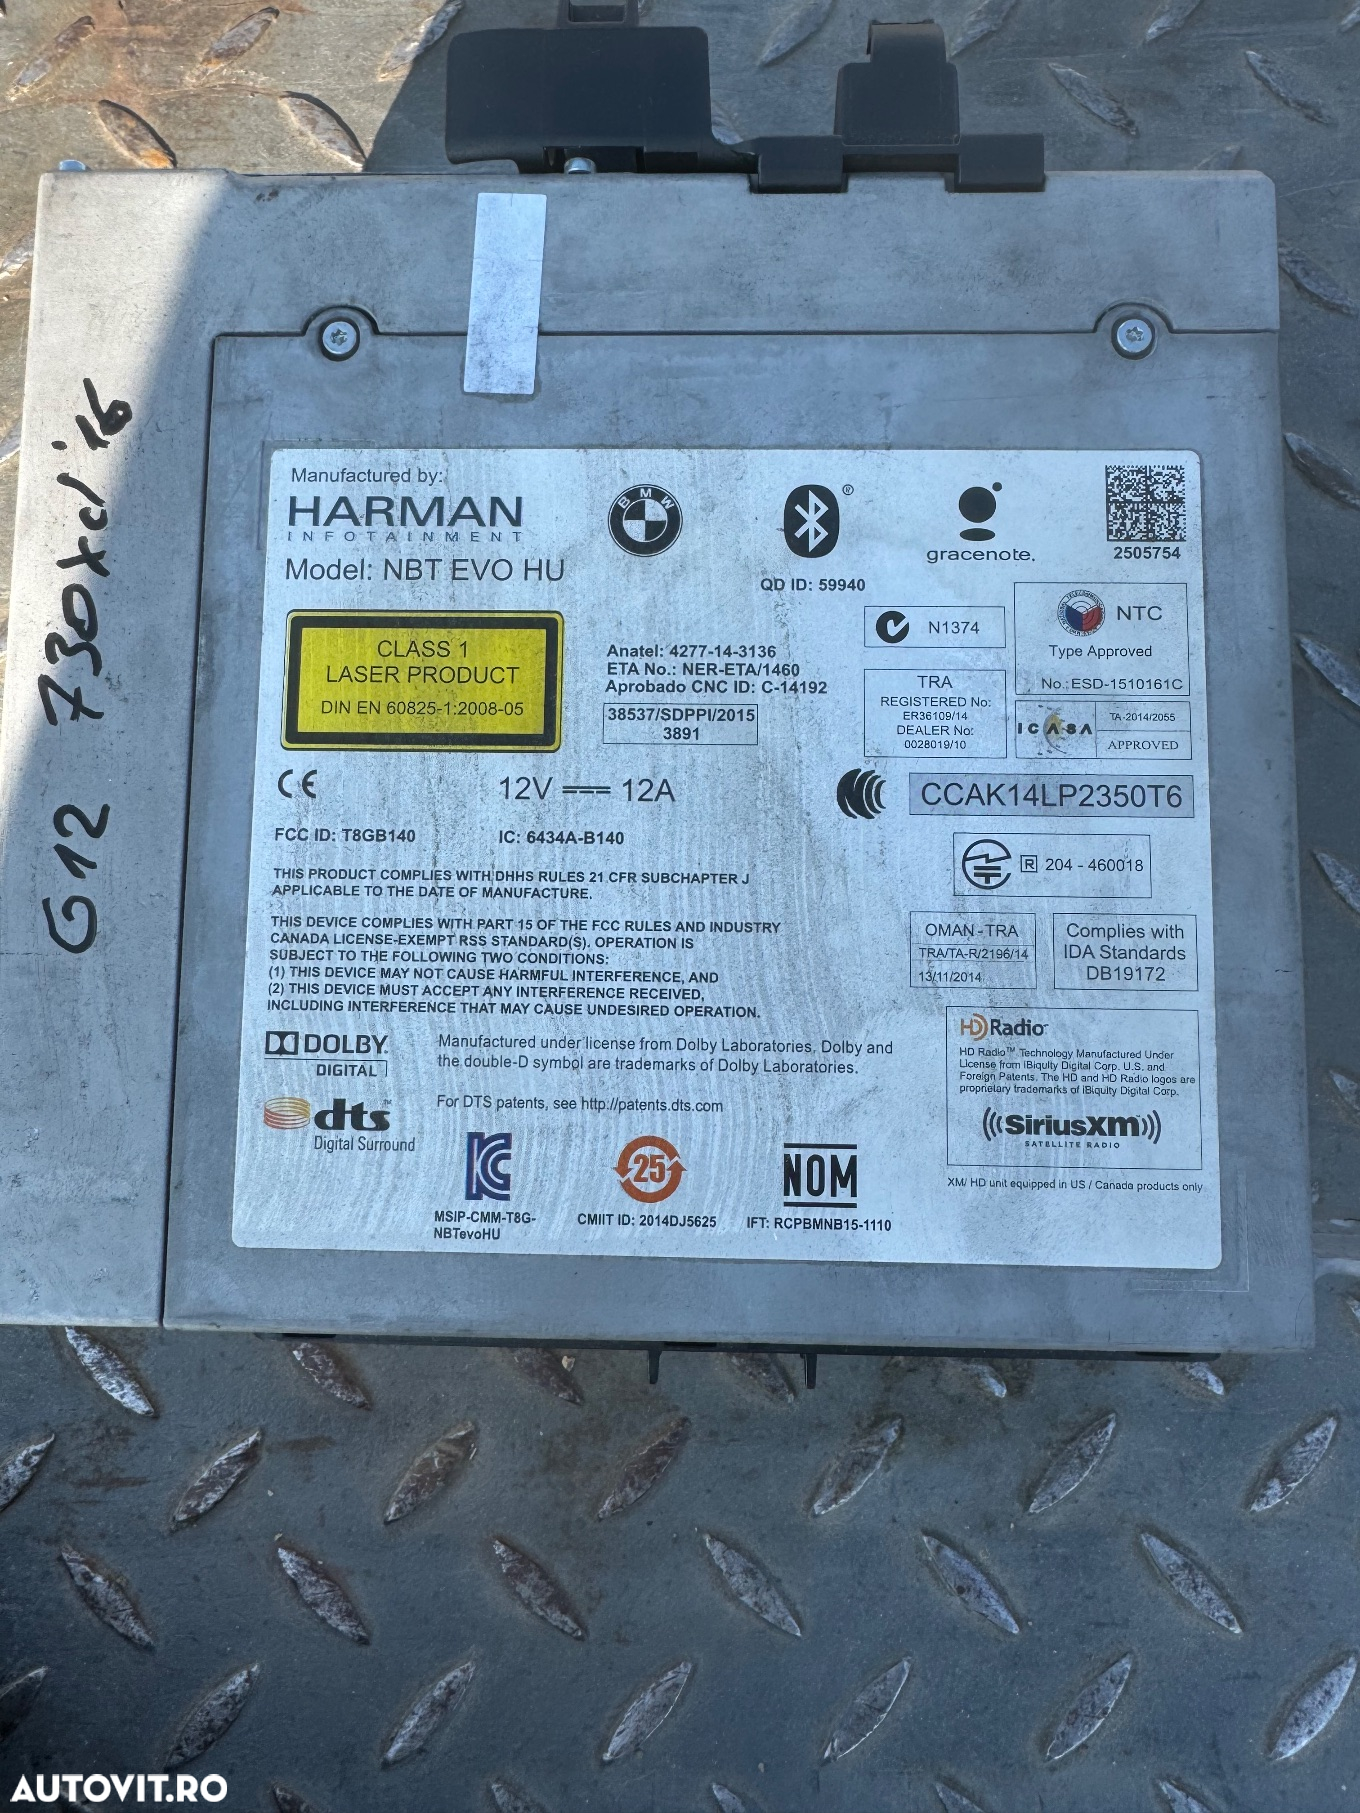 G12 730xd '16
Manufactured by:
HARMAN
INFOTAINMENT
Model: NBT EVO HU
BMW
®
QD ID: 59940
gracenote.
2505754
CLASS 1
LASER PRODUCT
DIN EN 60825-1:2008-05
Anatel: 4277-14-3136
ETA No.: NER-ETA/1460
Aprobado CNC ID: C-14192
38537/SDPPI/2015
3891
N1374
NTC
Type Approved
No.:ESD-1510161C
TRA
REGISTERED No:
ER36109/14
DEALER No:
0028019/10
ICASA
TA-2014/2055
APPROVED
CE
12V 12A
CCAK14LP2350T6
FCC ID: T8GB140
IC: 6434A-B140
R 204 - 460018
THIS PRODUCT COMPLIES WITH DHHS RULES 21 CFR SUBCHAPTER J
APPLICABLE TO THE DATE OF MANUFACTURE.
THIS DEVICE COMPLIES WITH PART 15 OF THE FCC RULES AND INDUSTRY
CANADA LICENSE-EXEMPT RSS STANDARD(S). OPERATION IS
SUBJECT TO THE FOLLOWING TWO CONDITIONS:
(1) THIS DEVICE MAY NOT CAUSE HARMFUL INTERFERENCE, AND
(2) THIS DEVICE MUST ACCEPT ANY INTERFERENCE RECEIVED,
INCLUDING INTERFERENCE THAT MAY CAUSE UNDESIRED OPERATION.
OMAN-TRA
TRA/TA-R/2196/14
13/11/2014
Complies with
IDA Standards
DB19172
DOLBY
DIGITAL
Manufactured under license from Dolby Laboratories, Dolby and
the double-D symbol are trademarks of Dolby Laboratories.
dts
Digital Surround
For DTS patents, see http://patents.dts.com
HD Radio
HD Radio™ Technology Manufactured Under
License from iBiquity Digital Corp. U.S. and
Foreign Patents. The HD and HD Radio logos are
proprietary trademarks of iBiquity Digital Corp.
SiriusXM
SATELLITE RADIO
XM/ HD unit equipped in US / Canada products only
KC
MSIP-CMM-T8G-
NBTevoHU
25
CMIIT ID: 2014DJ5625
NOM
IFT: RCPBMNB15-1110
AUTOVIT.RO